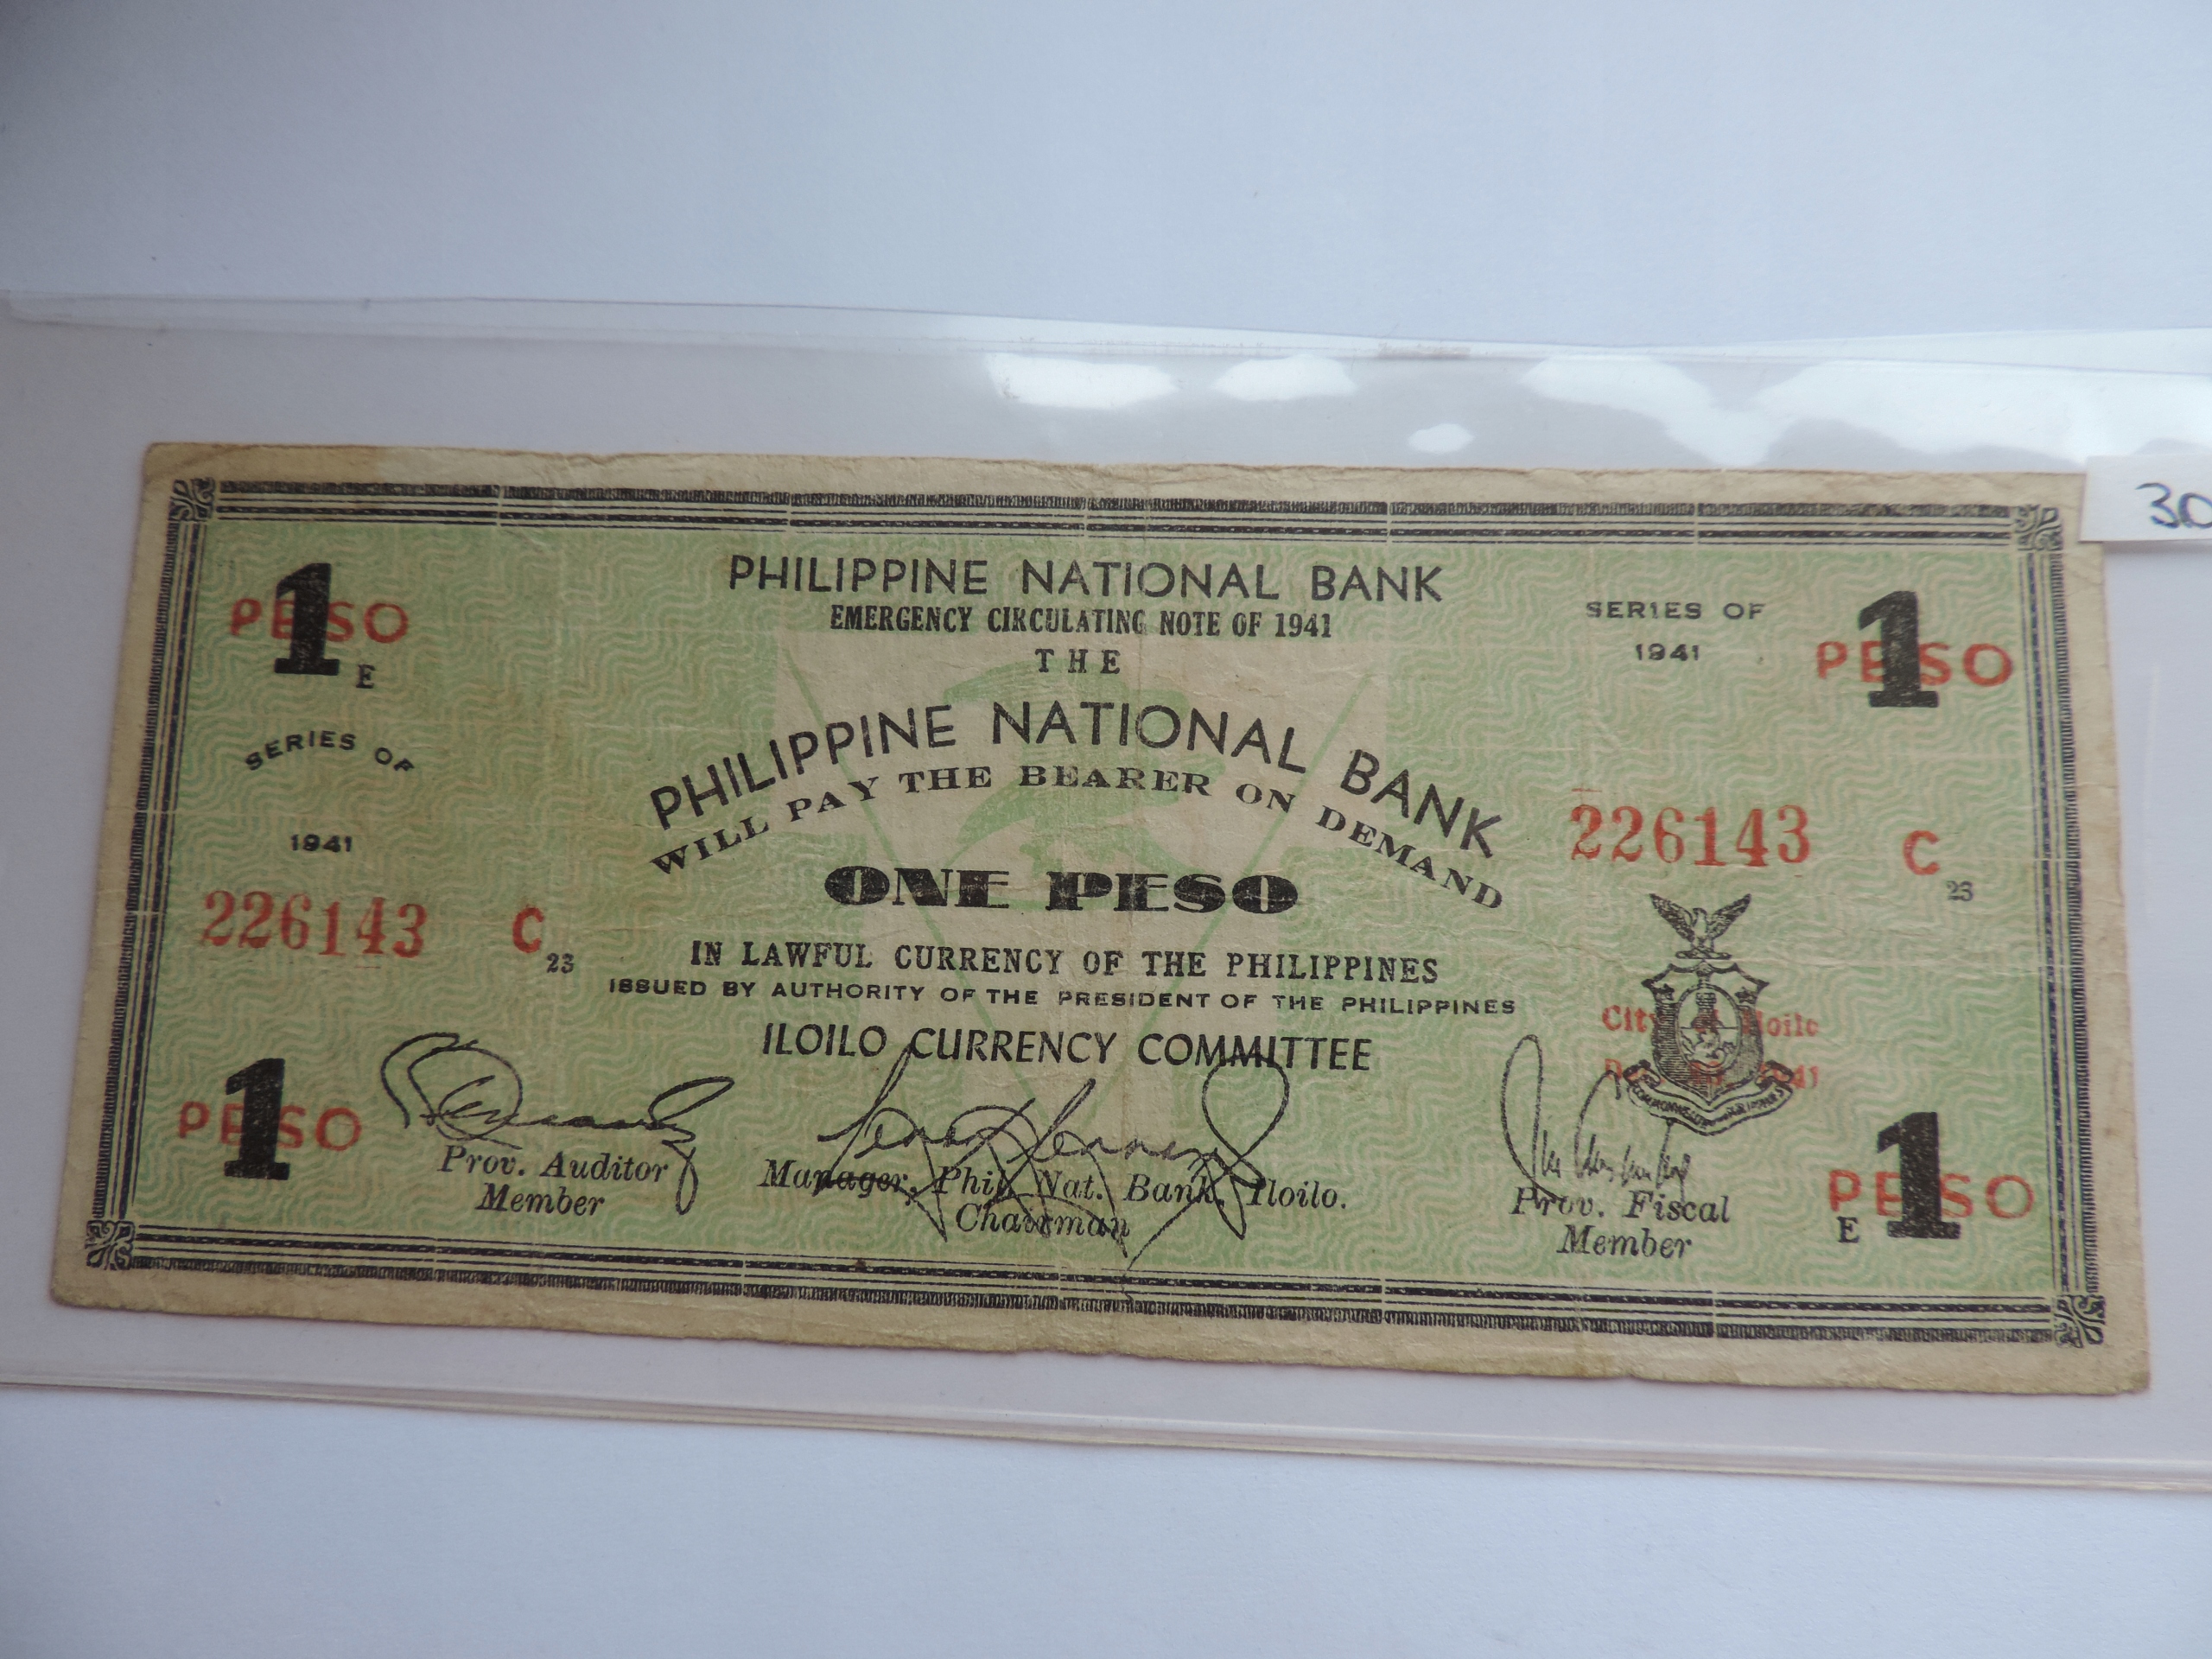 30
PHILIPPINE NATIONAL BANK
EMERGENCY CIRCULATING NOTE OF 1941
THE
PHILIPPINE NATIONAL BANK
WILL PAY THE BEARER ON DEMAND
ONE PESO
IN LAWFUL CURRENCY OF THE PHILIPPINES
ISSUED BY AUTHORITY OF THE PRESIDENT OF THE PHILIPPINES
ILOILO CURRENCY COMMITTEE
1 PESO
E
SERIES OF
1941
226143 C 23
1 PESO
Prov. Auditor
Member
Manager, Phil. Nat. Bank, Iloilo.
Chairman
SERIES OF
1941
1 PESO
226143 C 23
City of Iloilo
Prov. Fiscal
Member
1 PESO
E